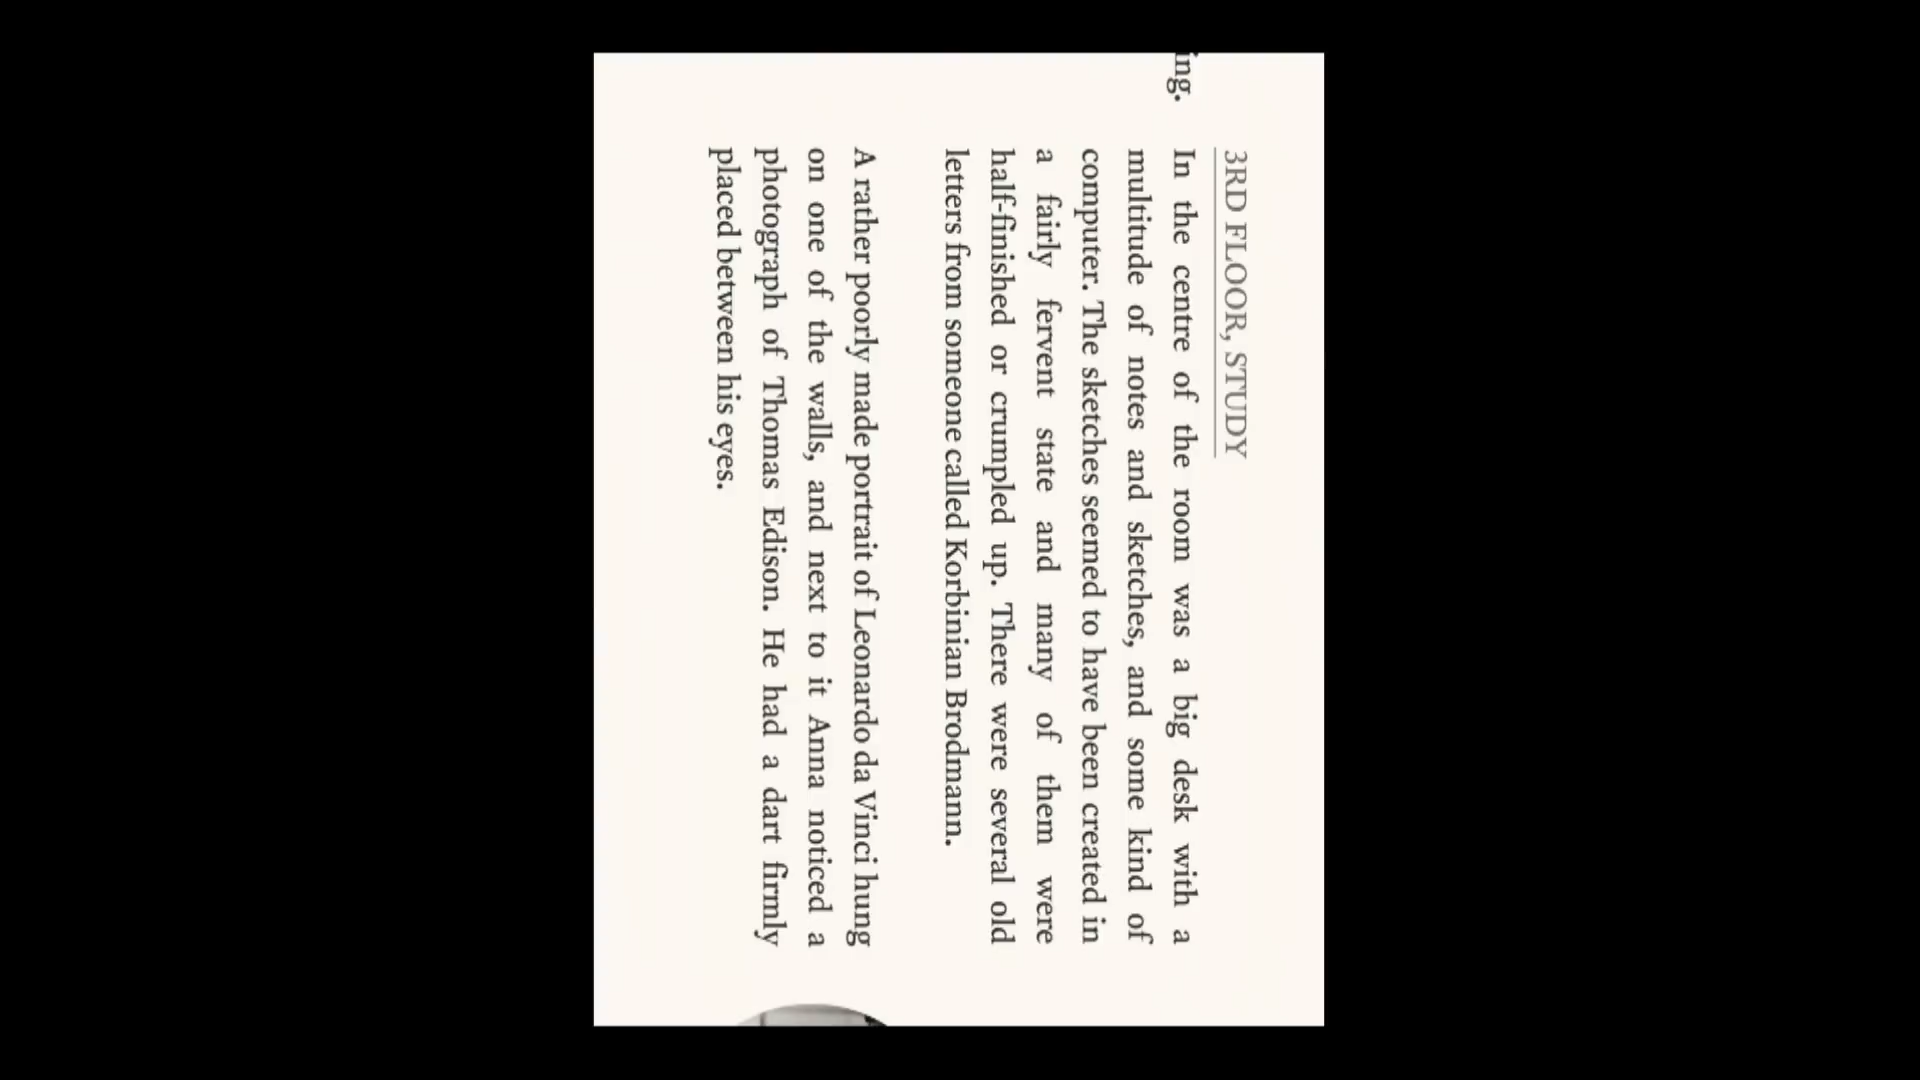 ing.
3RD FLOOR, STUDY
In the centre of the room was a big desk with a
multitude of notes and sketches, and some kind of
computer. The sketches seemed to have been created in
a fairly fervent state and many of them were
half-finished or crumpled up. There were several old
letters from someone called Korbinian Brodmann.
A rather poorly made portrait of Leonardo da Vinci hung
on one of the walls, and next to it Anna noticed a
photograph of Thomas Edison. He had a dart firmly
placed between his eyes.